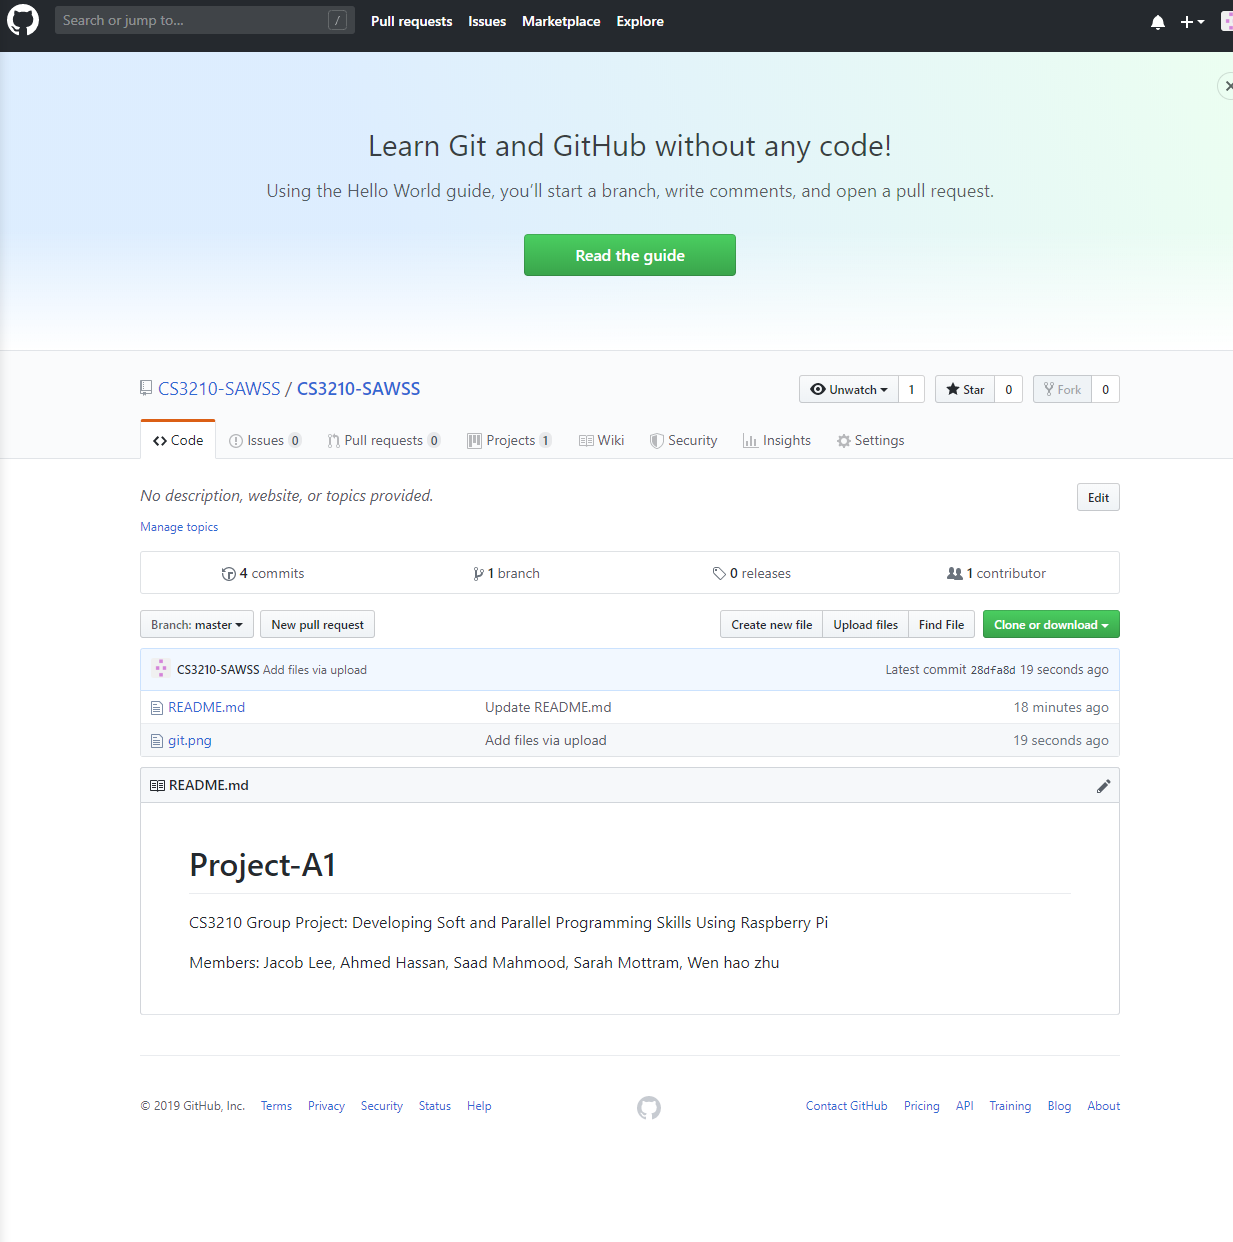 Search or jump to... /
Pull requests Issues Marketplace Explore
Learn Git and GitHub without any code!
Using the Hello World guide, you’ll start a branch, write comments, and open a pull request.
Read the guide
CS3210-SAWSS / CS3210-SAWSS
Unwatch 1 Star 0 Fork 0
Code Issues 0 Pull requests 0 Projects 1 Wiki Security Insights Settings
No description, website, or topics provided.
Edit
Manage topics
4 commits 1 branch 0 releases 1 contributor
Branch: master New pull request Create new file Upload files Find File Clone or download
CS3210-SAWSS Add files via upload Latest commit 28dfa8d 19 seconds ago
README.md Update README.md 18 minutes ago
git.png Add files via upload 19 seconds ago
README.md
Project-A1
CS3210 Group Project: Developing Soft and Parallel Programming Skills Using Raspberry Pi
Members: Jacob Lee, Ahmed Hassan, Saad Mahmood, Sarah Mottram, Wen hao zhu
© 2019 GitHub, Inc. Terms Privacy Security Status Help Contact GitHub Pricing API Training Blog About